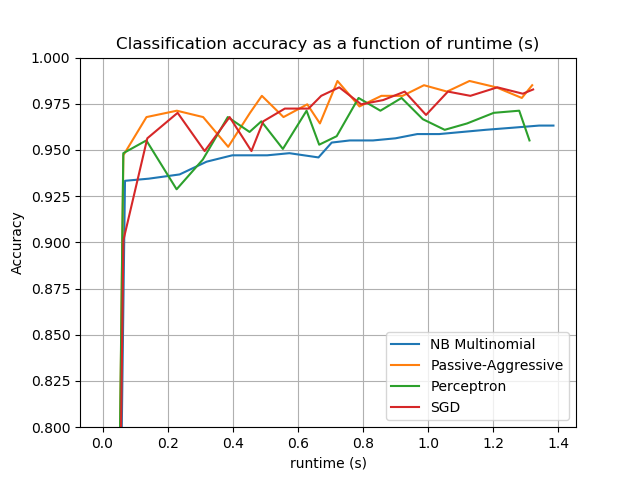 Classification accuracy as a function of runtime (s)
1.000
0.975
0.950
0.925
0.900
0.875
0.850
0.825
0.800
Accuracy
NB Multinomial
Passive-Aggressive
Perceptron
SGD
0.0 0.2 0.4 0.6 0.8 1.0 1.2 1.4
runtime (s)